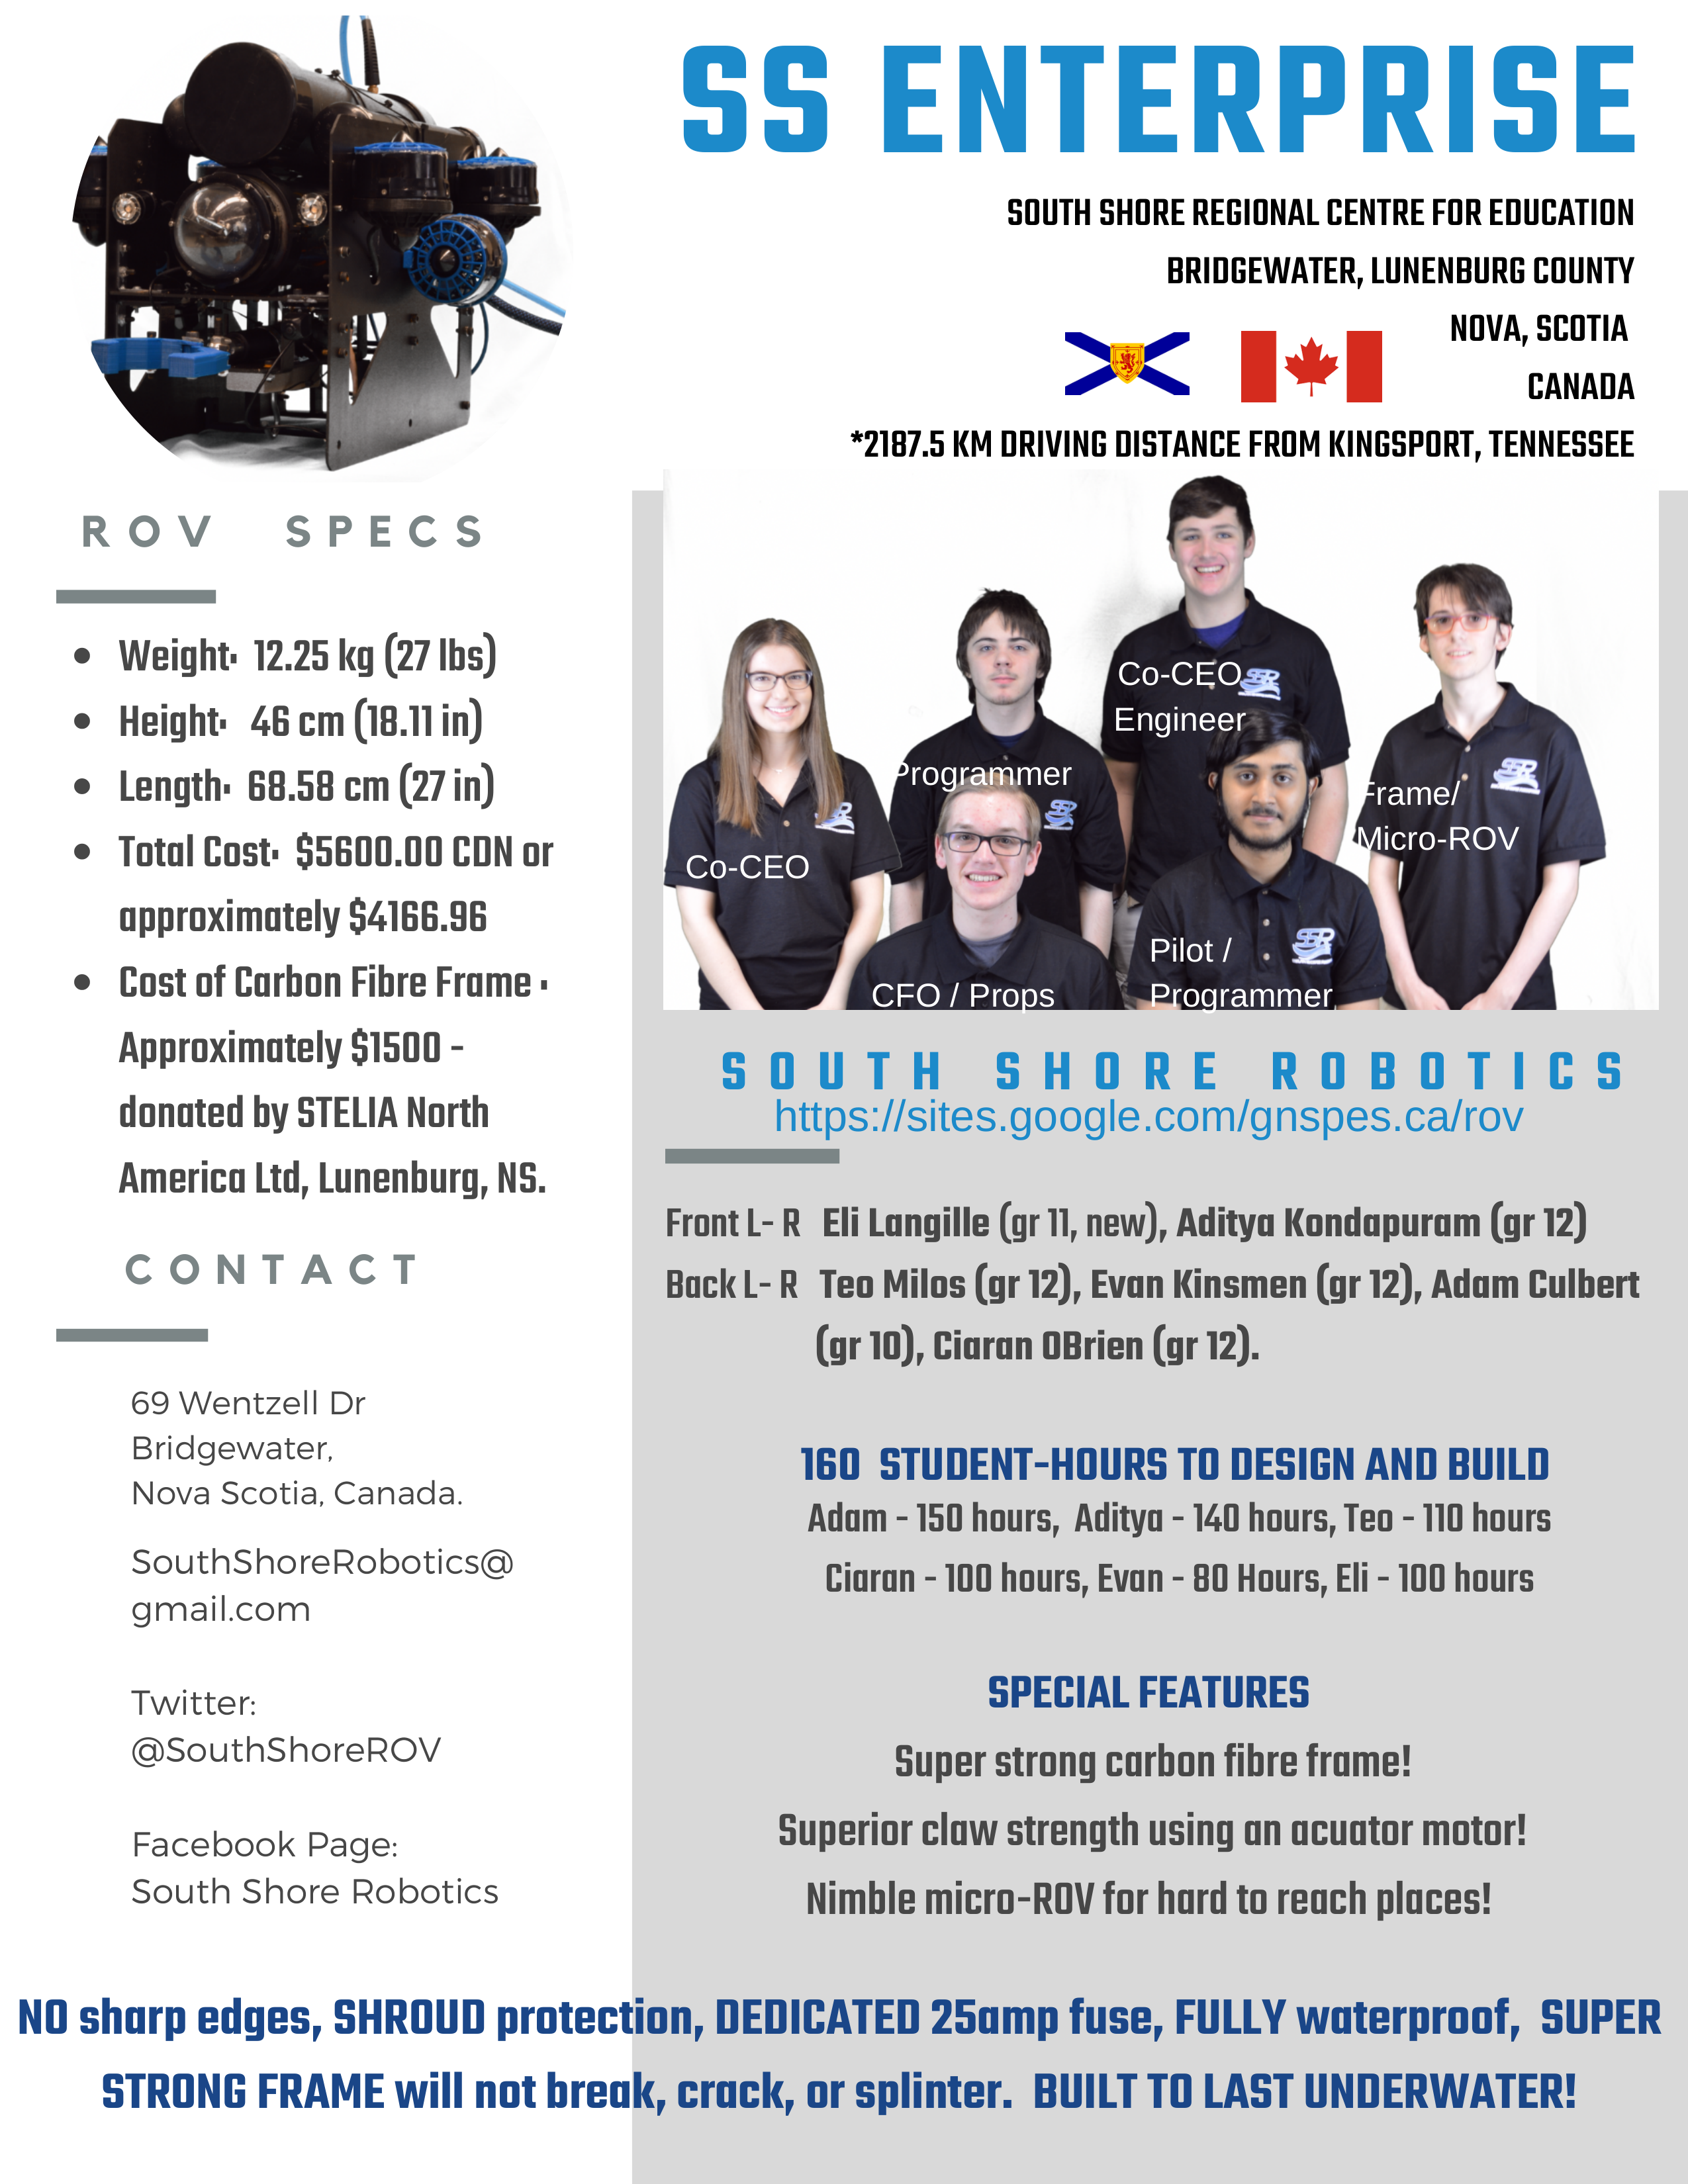 SS ENTERPRISE
SOUTH SHORE REGIONAL CENTRE FOR EDUCATION
BRIDGEWATER, LUNENBURG COUNTY
NOVA, SCOTIA
CANADA
*2187.5 KM DRIVING DISTANCE FROM KINGSPORT, TENNESSEE
ROV SPECS
Weight: 12.25 kg (27 lbs)
Height: 46 cm (18.11 in)
Length: 68.58 cm (27 in)
Total Cost: $5600.00 CDN or
approximately $4166.96
Cost of Carbon Fibre Frame :
Approximately $1500 -
donated by STELIA North
America Ltd, Lunenburg, NS.
CONTACT
69 Wentzell Dr
Bridgewater,
Nova Scotia, Canada.
SouthShoreRobotics@
gmail.com
Twitter:
@SouthShoreROV
Facebook Page:
South Shore Robotics
Co-CEO
Programmer
Co-CEO
Engineer
Frame/
Micro-ROV
CFO / Props
Pilot /
Programmer
SSR
SSR
SSR
SSR
SSR
SOUTH SHORE ROBOTICS
https://sites.google.com/gnspes.ca/rov
Front L- R Eli Langille (gr 11, new), Aditya Kondapuram (gr 12)
Back L- R Teo Milos (gr 12), Evan Kinsmen (gr 12), Adam Culbert
(gr 10), Ciaran OBrien (gr 12).
160 STUDENT-HOURS TO DESIGN AND BUILD
Adam - 150 hours, Aditya - 140 hours, Teo - 110 hours
Ciaran - 100 hours, Evan - 80 Hours, Eli - 100 hours
SPECIAL FEATURES
Super strong carbon fibre frame!
Superior claw strength using an acuator motor!
Nimble micro-ROV for hard to reach places!
NO sharp edges, SHROUD protection, DEDICATED 25amp fuse, FULLY waterproof, SUPER
STRONG FRAME will not break, crack, or splinter. BUILT TO LAST UNDERWATER!